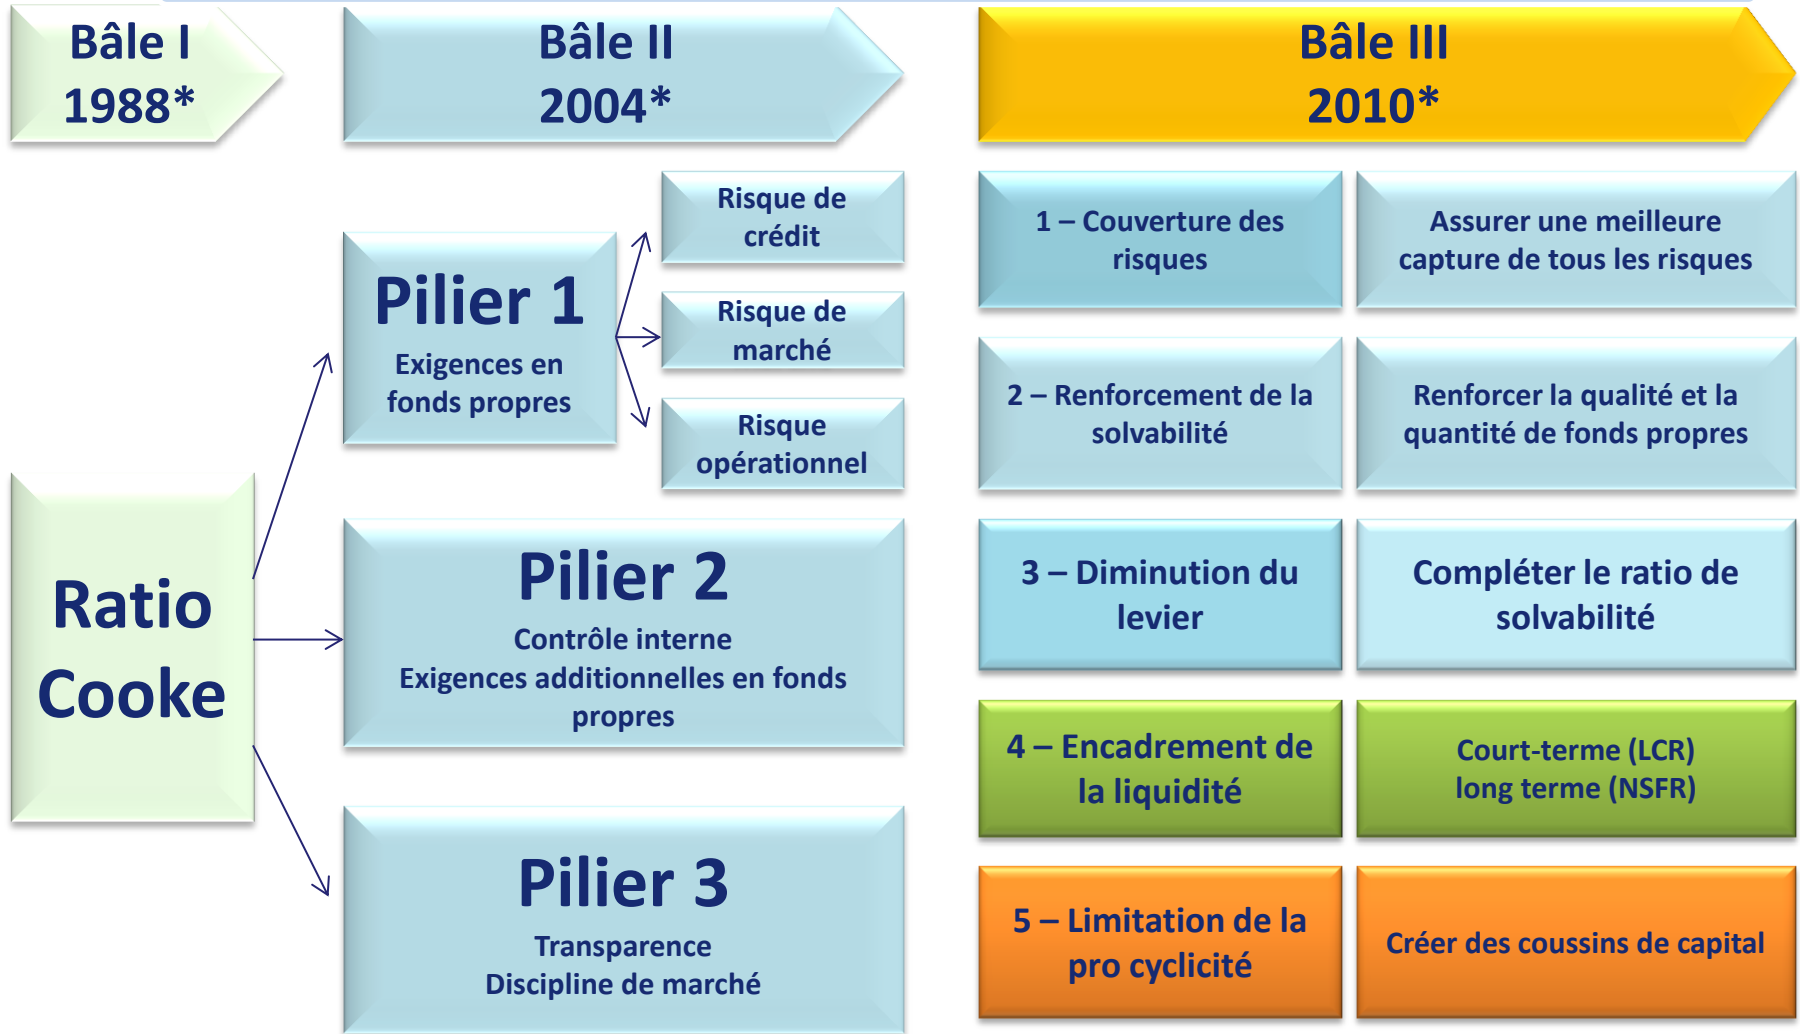 Bâle I
1988*
Bâle II
2004*
Bâle III
2010*
Ratio
Cooke
Pilier 1
Exigences en
fonds propres
Risque de
crédit
Risque de
marché
Risque
opérationnel
Pilier 2
Contrôle interne
Exigences additionnelles en fonds
propres
Pilier 3
Transparence
Discipline de marché
1 – Couverture des
risques
Assurer une meilleure
capture de tous les risques
2 – Renforcement de la
solvabilité
Renforcer la qualité et la
quantité de fonds propres
3 – Diminution du
levier
Compléter le ratio de
solvabilité
4 – Encadrement de
la liquidité
Court-terme (LCR)
long terme (NSFR)
5 – Limitation de la
pro cyclicité
Créer des coussins de capital